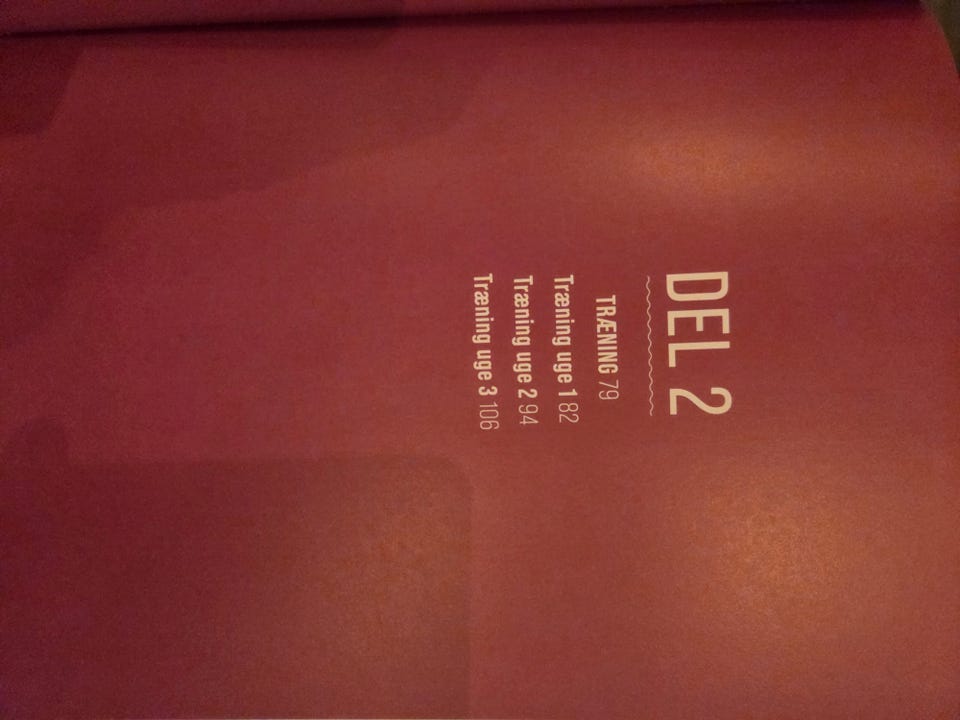 DEL 2
TRÆNING 79
Træning uge 1 82
Træning uge 2 94
Træning uge 3 106